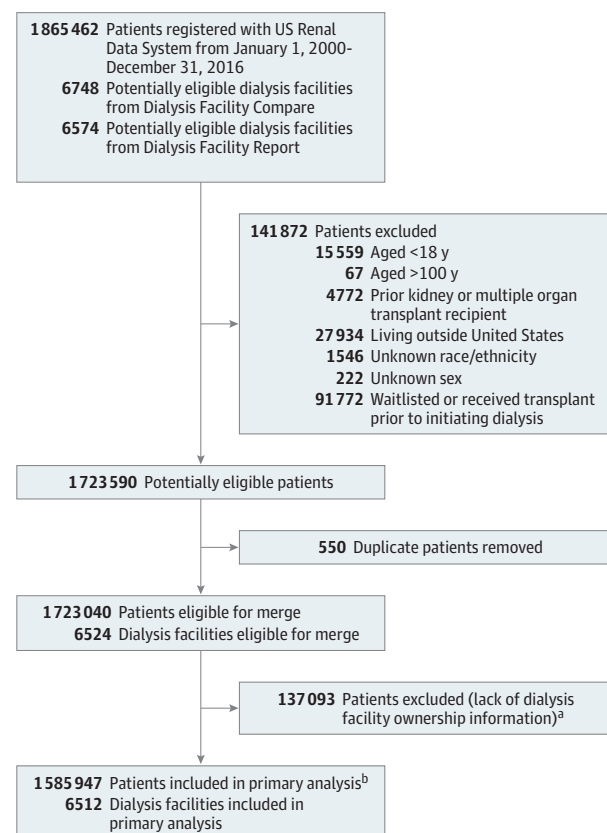 1865462 Patients registered with US Renal
Data System from January 1, 2000-
December 31, 2016
6748 Potentially eligible dialysis facilities
from Dialysis Facility Compare
6574 Potentially eligible dialysis facilities
from Dialysis Facility Report
141872 Patients excluded
15559 Aged <18 y
67 Aged >100 y
4772 Prior kidney or multiple organ
transplant recipient
27934 Living outside United States
1546 Unknown race/ethnicity
222 Unknown sex
91772 Waitlisted or received transplant
prior to initiating dialysis
1723590 Potentially eligible patients
550 Duplicate patients removed
1723040 Patients eligible for merge
6524 Dialysis facilities eligible for merge
137093 Patients excluded (lack of dialysis
facility ownership information)a
1585947 Patients included in primary analysisb
6512 Dialysis facilities included in
primary analysis